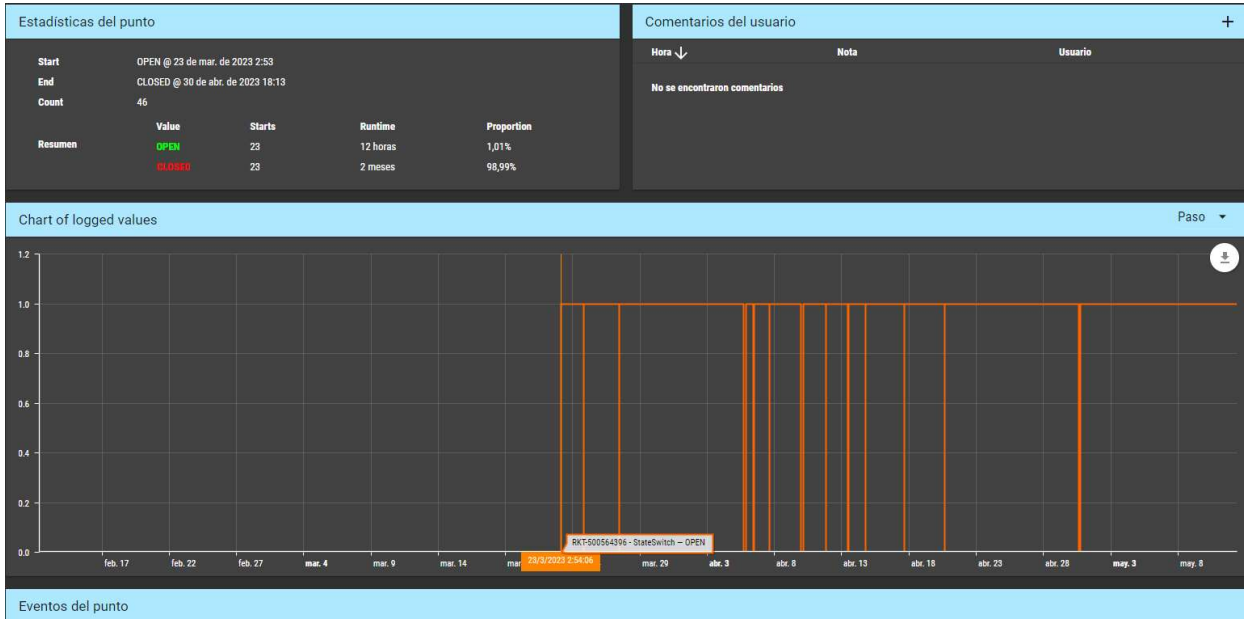 Estadísticas del punto
Start OPEN @ 23 de mar. de 2023 2:53
End CLOSED @ 30 de abr. de 2023 18:13
Count 46
Value Starts Runtime Proportion
Resumen OPEN 23 12 horas 1,01%
CLOSED 23 2 meses 98,99%
Comentarios del usuario +
Hora Nota Usuario
No se encontraron comentarios
Chart of logged values Paso
1.2
1.0
0.8
0.6
0.4
0.2
0.0
RKT-500564396 - StateSwitch — OPEN
23/3/2023 2:54:06
feb. 17 feb. 22 feb. 27 mar. 4 mar. 9 mar. 14 mar mar. 29 abr. 3 abr. 8 abr. 13 abr. 18 abr. 23 abr. 28 may. 3 may. 8
Eventos del punto